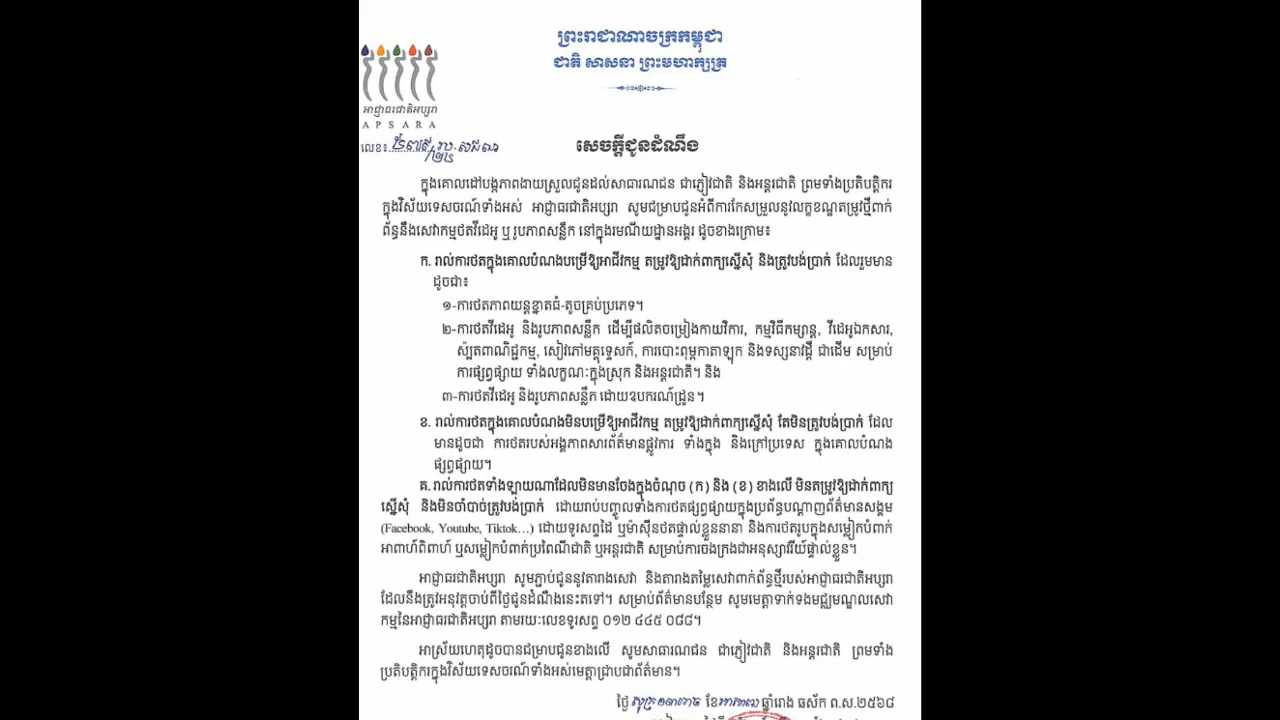 ព្រះរាជាណាចក្រកម្ពុជា
ជាតិ សាសនា ព្រះមហាក្សត្រ
អាជ្ញាធរជាតិអប្សរា
APSARA
លេខ៖
សេចក្តីជូនដំណឹង
ក្នុងគោលដៅបង្កភាពងាយស្រួលជូនដល់សាធារណជន ជាភ្ញៀវជាតិ និងអន្តរជាតិ ព្រមទាំងប្រតិបត្តិករ
ក្នុងវិស័យទេសចរណ៍ទាំងអស់ អាជ្ញាធរជាតិអប្សរា សូមជម្រាបជូនអំពីការកែសម្រួលនូវលក្ខខណ្ឌតម្រូវថ្មីពាក់
ព័ន្ធនឹងសេវាកម្មថតវីដេអូ ឬ រូបភាពសន្លឹក នៅក្នុងរមណីយដ្ឋានអង្គរ ដូចខាងក្រោម៖
ក. រាល់ការថតក្នុងគោលបំណងបម្រើឱ្យអាជីវកម្ម តម្រូវឱ្យដាក់ពាក្យស្នើសុំ និងត្រូវបង់ប្រាក់ ដែលរួមមាន
ដូចជា៖
១-ការថតភាពយន្តខ្នាតធំ-តូចគ្រប់ប្រភេទ។
២-ការថតវីដេអូ និងរូបភាពសន្លឹក ដើម្បីផលិតចម្រៀងកាយវិការ, កម្មវិធីកម្សាន្ត, វីដេអូឯកសារ,
ស្ប៉តពាណិជ្ជកម្ម, សៀវភៅមគ្គុទ្ទេសក៍, ការបោះពុម្ពកាតាឡុក និងទស្សនាវដ្តី ជាដើម សម្រាប់
ការផ្សព្វផ្សាយ ទាំងលក្ខណៈក្នុងស្រុក និងអន្តរជាតិ។ និង
៣-ការថតវីដេអូ និងរូបភាពសន្លឹក ដោយឧបករណ៍ដ្រូន។
ខ. រាល់ការថតក្នុងគោលបំណងមិនបម្រើឱ្យអាជីវកម្ម តម្រូវឱ្យដាក់ពាក្យស្នើសុំ តែមិនត្រូវបង់ប្រាក់ ដែល
មានដូចជា ការថតរបស់អង្គភាពសារព័ត៌មានផ្លូវការ ទាំងក្នុង និងក្រៅប្រទេស ក្នុងគោលបំណង
ផ្សព្វផ្សាយ។
គ. រាល់ការថតទាំងឡាយណាដែលមិនមានចែងក្នុងចំណុច (ក) និង (ខ) ខាងលើ មិនតម្រូវឱ្យដាក់ពាក្យ
ស្នើសុំ និងមិនចាំបាច់ត្រូវបង់ប្រាក់ ដោយរាប់បញ្ចូលទាំងការថតផ្សព្វផ្សាយក្នុងប្រព័ន្ធបណ្តាញព័ត៌មានសង្គម
(Facebook, Youtube, Tiktok...) ដោយទូរសព្ទដៃ ឬម៉ាស៊ីនថតផ្ទាល់ខ្លួននានា និងការថតរូបក្នុងសម្លៀកបំពាក់
អាពាហ៍ពិពាហ៍ ឬសម្លៀកបំពាក់ប្រពៃណីជាតិ ឬអន្តរជាតិ សម្រាប់ការចងក្រងជាអនុស្សាវរីយ៍ផ្ទាល់ខ្លួន។
អាជ្ញាធរជាតិអប្សរា សូមភ្ជាប់ជូននូវតារាងសេវា និងតារាងតម្លៃសេវាពាក់ព័ន្ធថ្មីរបស់អាជ្ញាធរជាតិអប្សរា
ដែលនឹងត្រូវអនុវត្តចាប់ពីថ្ងៃជូនដំណឹងនេះតទៅ។ សម្រាប់ព័ត៌មានបន្ថែម សូមមេត្តាទាក់ទងមជ្ឈមណ្ឌលសេវា
កម្មនៃអាជ្ញាធរជាតិអប្សរា តាមរយៈលេខទូរសព្ទ ០១២ ៤៤៥ ០៨៨។
អាស្រ័យហេតុដូចបានជម្រាបជូនខាងលើ សូមសាធារណជន ជាភ្ញៀវជាតិ និងអន្តរជាតិ ព្រមទាំង
ប្រតិបត្តិករក្នុងវិស័យទេសចរណ៍ទាំងអស់មេត្តាជ្រាបជាព័ត៌មាន។
ថ្ងៃ ខែ ឆ្នាំរោង ឆស័ក ព.ស.២៥៦៨